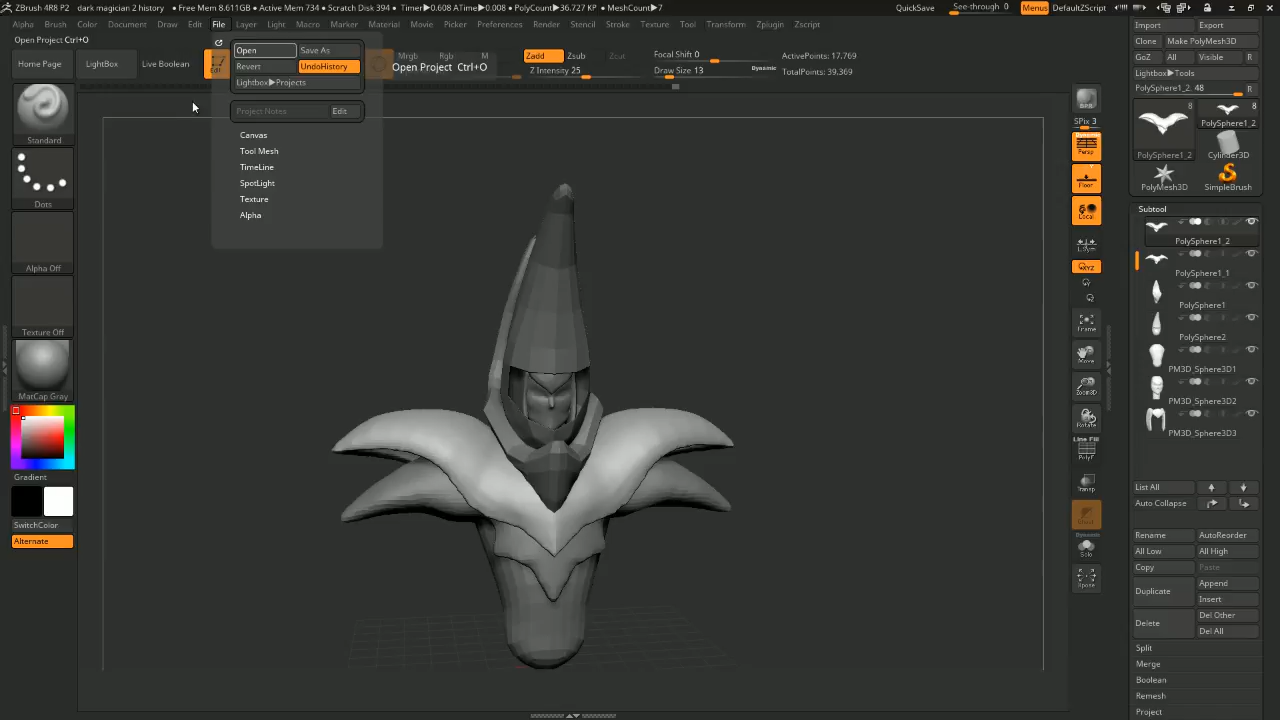 ZBrush 4R8 P2 dark magician 2 history • Free Mem 8.611GB • Active Mem 734 • Scratch Disk 394 • Timer▶0.608 ATime▶0.008 • PolyCount▶36.727 KP • MeshCount▶7 QuickSave See-through 0 Menus DefaultZScript
Alpha Brush Color Document Draw Edit File Layer Light Macro Marker Material Movie Picker Preferences Render Stencil Stroke Texture Tool Transform Zplugin Zscript
Open Project Ctrl+O
Home Page LightBox Live Boolean Edit
Open Save As
Revert UndoHistory
Lightbox▶Projects
Project Notes Edit
Canvas
Tool Mesh
TimeLine
SpotLight
Texture
Alpha
Mrgb Rgb M
Open Project Ctrl+O
Zadd Zsub Zcut
Z Intensity 25
Focal Shift 0
Draw Size 13 Dynamic
ActivePoints: 17.769
TotalPoints: 39,369
Standard
Dots
Alpha Off
Texture Off
MatCap Gray
Gradient
SwitchColor
Alternate
BPR
SPix 3
Dynamic
Persp
Floor
Local
L.Sym
XYZ
Frame
Move
Zoom3D
Rotate
Line Fill
PolyF
Transp
Ghost
Dynamic
Solo
Xpose
Import Export
Clone Make PolyMesh3D
GoZ All Visible R
Lightbox▶Tools
PolySphere1_2. 48 R
8 8
PolySphere1_2
PolySphere1_2 Cylinder3D
PolyMesh3D SimpleBrush
Subtool
PolySphere1_2
PolySphere1_1
PolySphere1
PolySphere2
PM3D_Sphere3D1
PM3D_Sphere3D2
PM3D_Sphere3D3
List All
Auto Collapse
Rename AutoReorder
All Low All High
Copy Paste
Duplicate Append
Insert
Delete Del Other
Del All
Split
Merge
Boolean
Remesh
Project